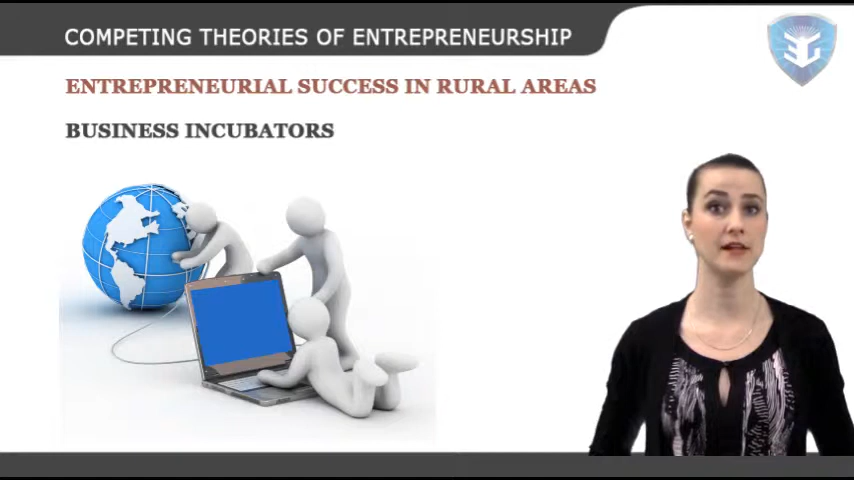 COMPETING THEORIES OF ENTREPRENEURSHIP
ENTREPRENEURIAL SUCCESS IN RURAL AREAS
BUSINESS INCUBATORS